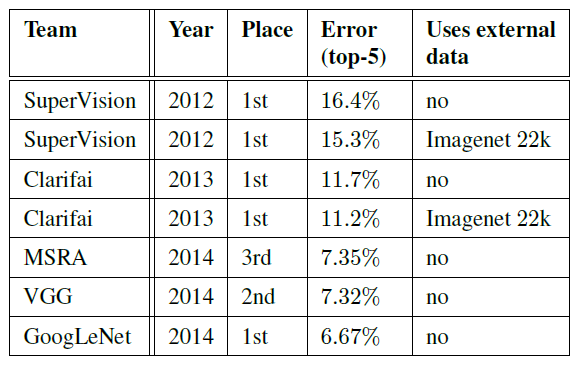 Team Year Place Error (top-5) Uses external data
SuperVision 2012 1st 16.4% no
SuperVision 2012 1st 15.3% Imagenet 22k
Clarifai 2013 1st 11.7% no
Clarifai 2013 1st 11.2% Imagenet 22k
MSRA 2014 3rd 7.35% no
VGG 2014 2nd 7.32% no
GoogLeNet 2014 1st 6.67% no